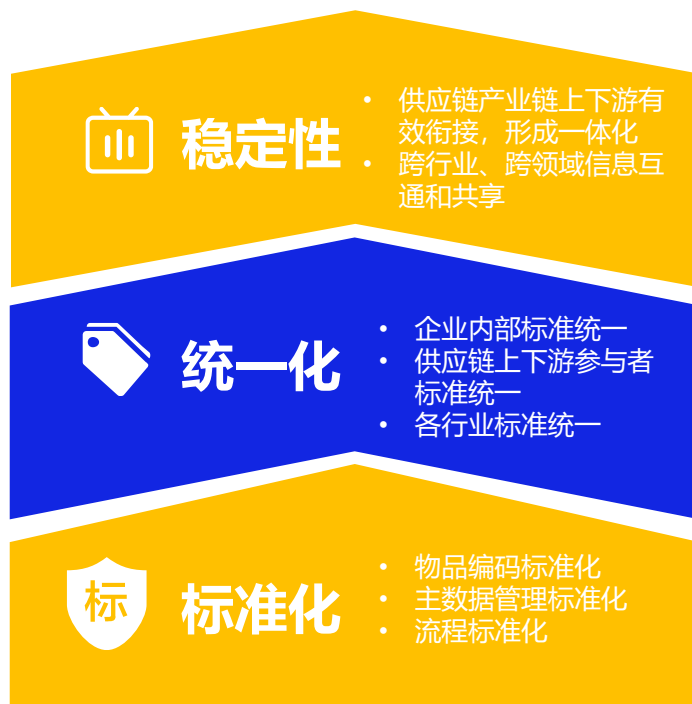 稳定性
• 供应链产业链上下游有
效衔接，形成一体化
• 跨行业、跨领域信息互
通和共享
统一化
• 企业内部标准统一
• 供应链上下游参与者
标准统一
• 各行业标准统一
标
标准化
• 物品编码标准化
• 主数据管理标准化
• 流程标准化